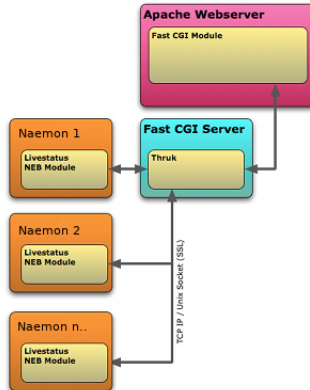 Apache Webserver
Fast CGI Module
Naemon 1
Livestatus
NEB Module
Fast CGI Server
Thruk
Naemon 2
Livestatus
NEB Module
TCP IP / Unix Socket (SSL)
Naemon n..
Livestatus
NEB Module